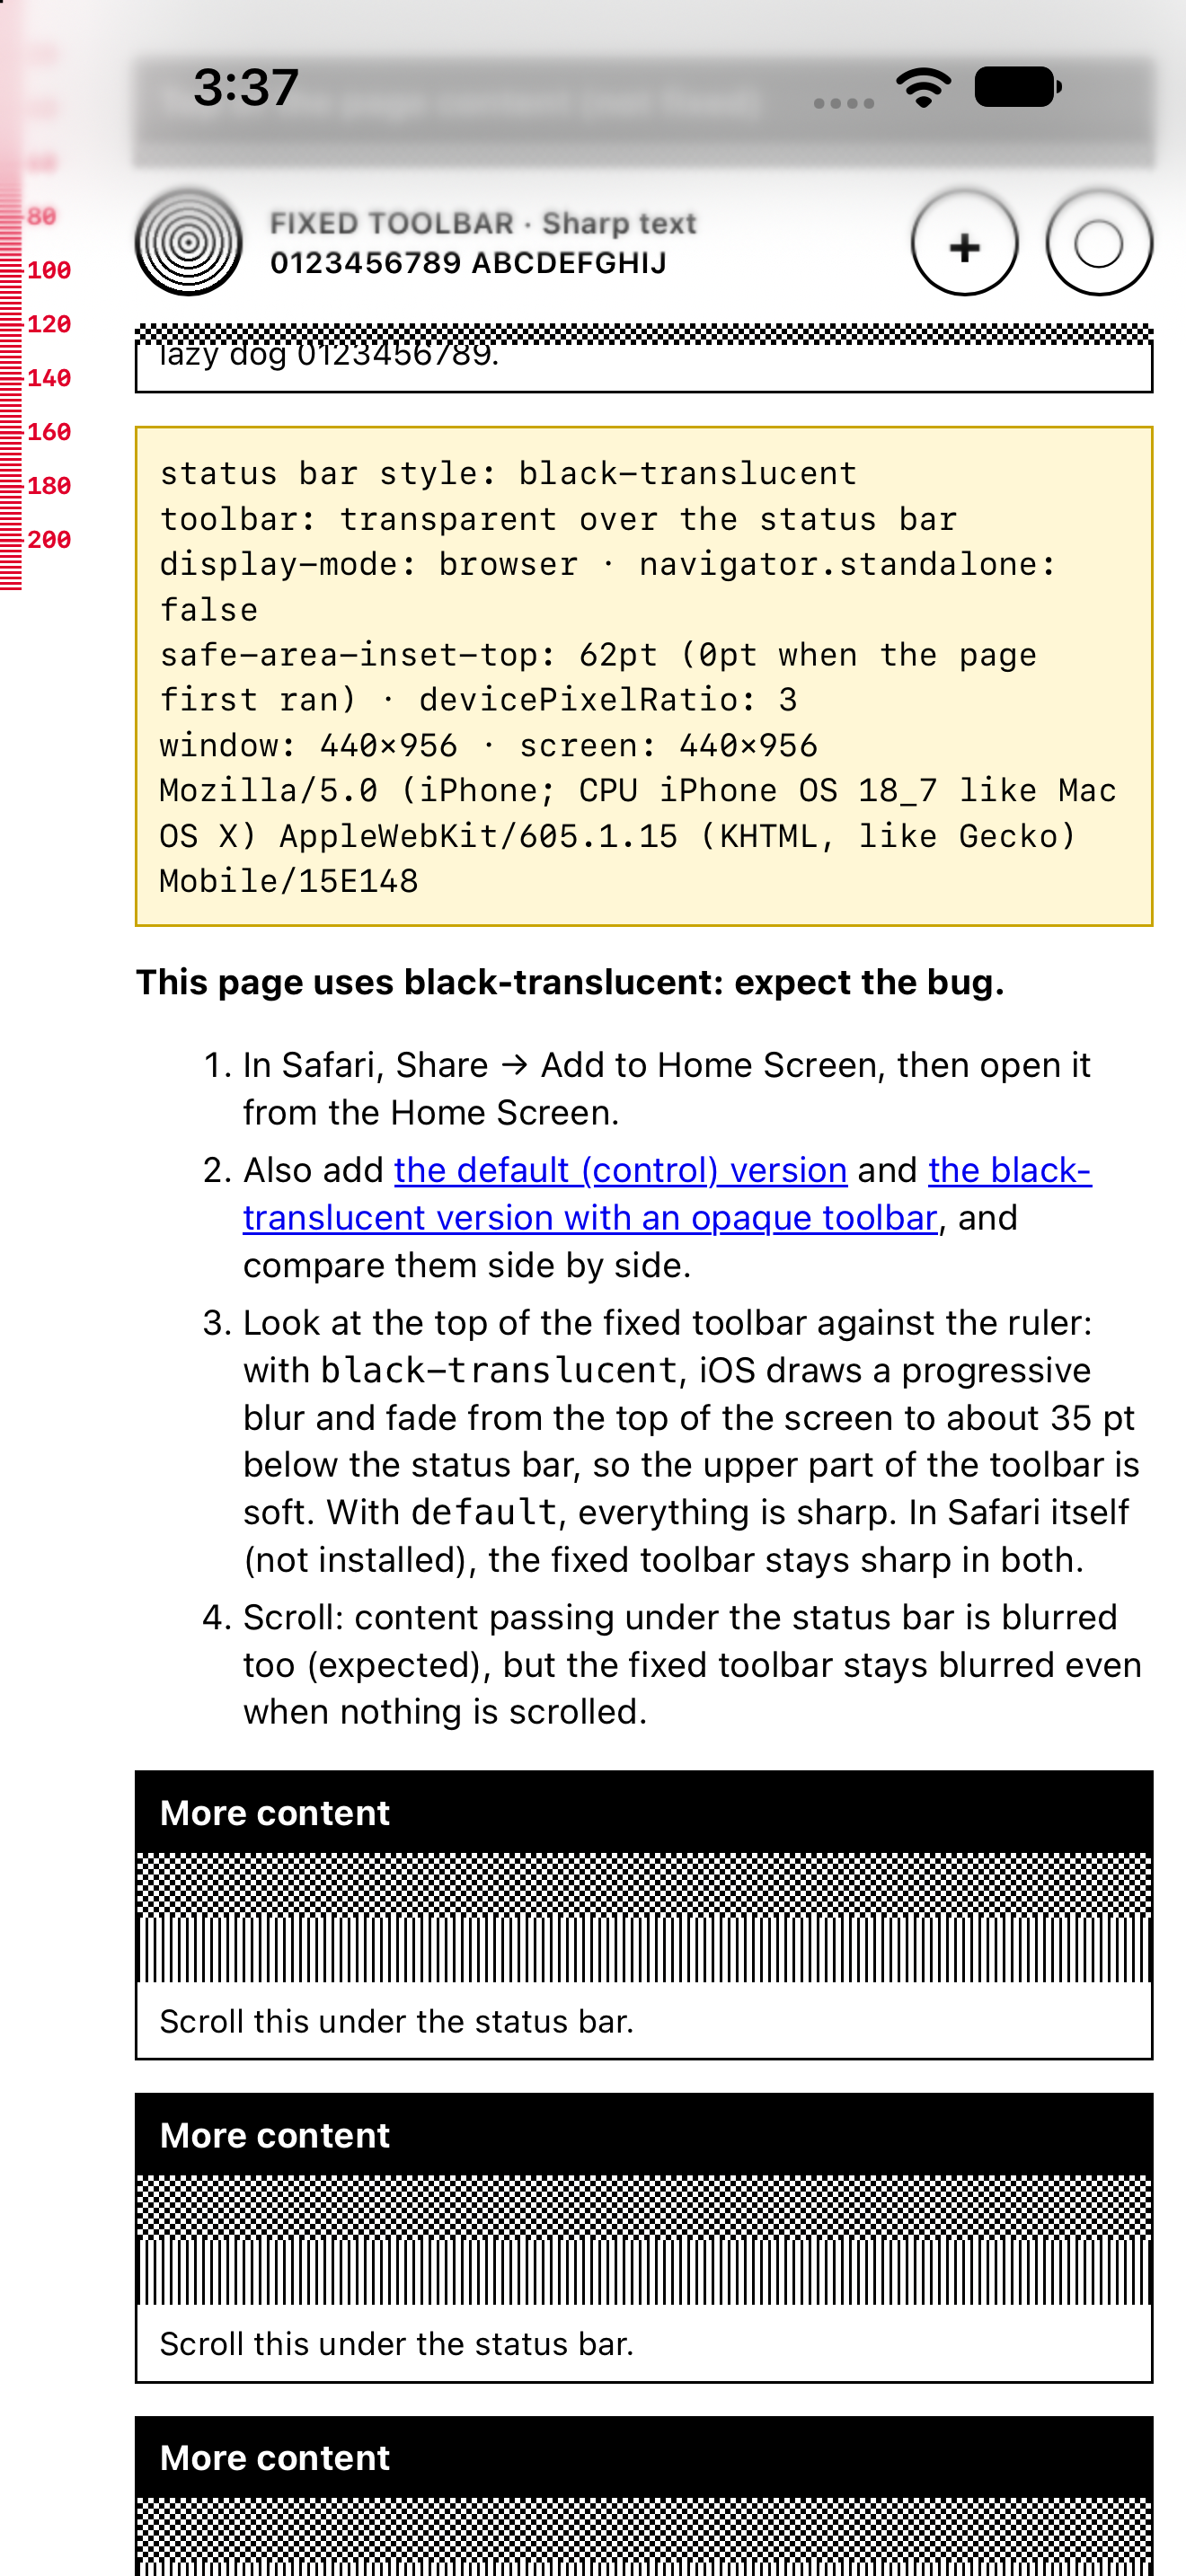 3:37
80
FIXED TOOLBAR · Sharp text
0123456789 ABCDEFGHIJ
+
100
120
lazy dog 0123456789.
140
160
180
200
status bar style: black-translucent
toolbar: transparent over the status bar
display-mode: browser · navigator.standalone:
false
safe-area-inset-top: 62pt (0pt when the page
first ran) · devicePixelRatio: 3
window: 440×956 · screen: 440×956
Mozilla/5.0 (iPhone; CPU iPhone OS 18_7 like Mac
OS X) AppleWebKit/605.1.15 (KHTML, like Gecko)
Mobile/15E148
This page uses black-translucent: expect the bug.
1. In Safari, Share → Add to Home Screen, then open it
from the Home Screen.
2. Also add the default (control) version and the black-
translucent version with an opaque toolbar, and
compare them side by side.
3. Look at the top of the fixed toolbar against the ruler:
with black-translucent, iOS draws a progressive
blur and fade from the top of the screen to about 35 pt
below the status bar, so the upper part of the toolbar is
soft. With default, everything is sharp. In Safari itself
(not installed), the fixed toolbar stays sharp in both.
4. Scroll: content passing under the status bar is blurred
too (expected), but the fixed toolbar stays blurred even
when nothing is scrolled.
More content
Scroll this under the status bar.
More content
Scroll this under the status bar.
More content